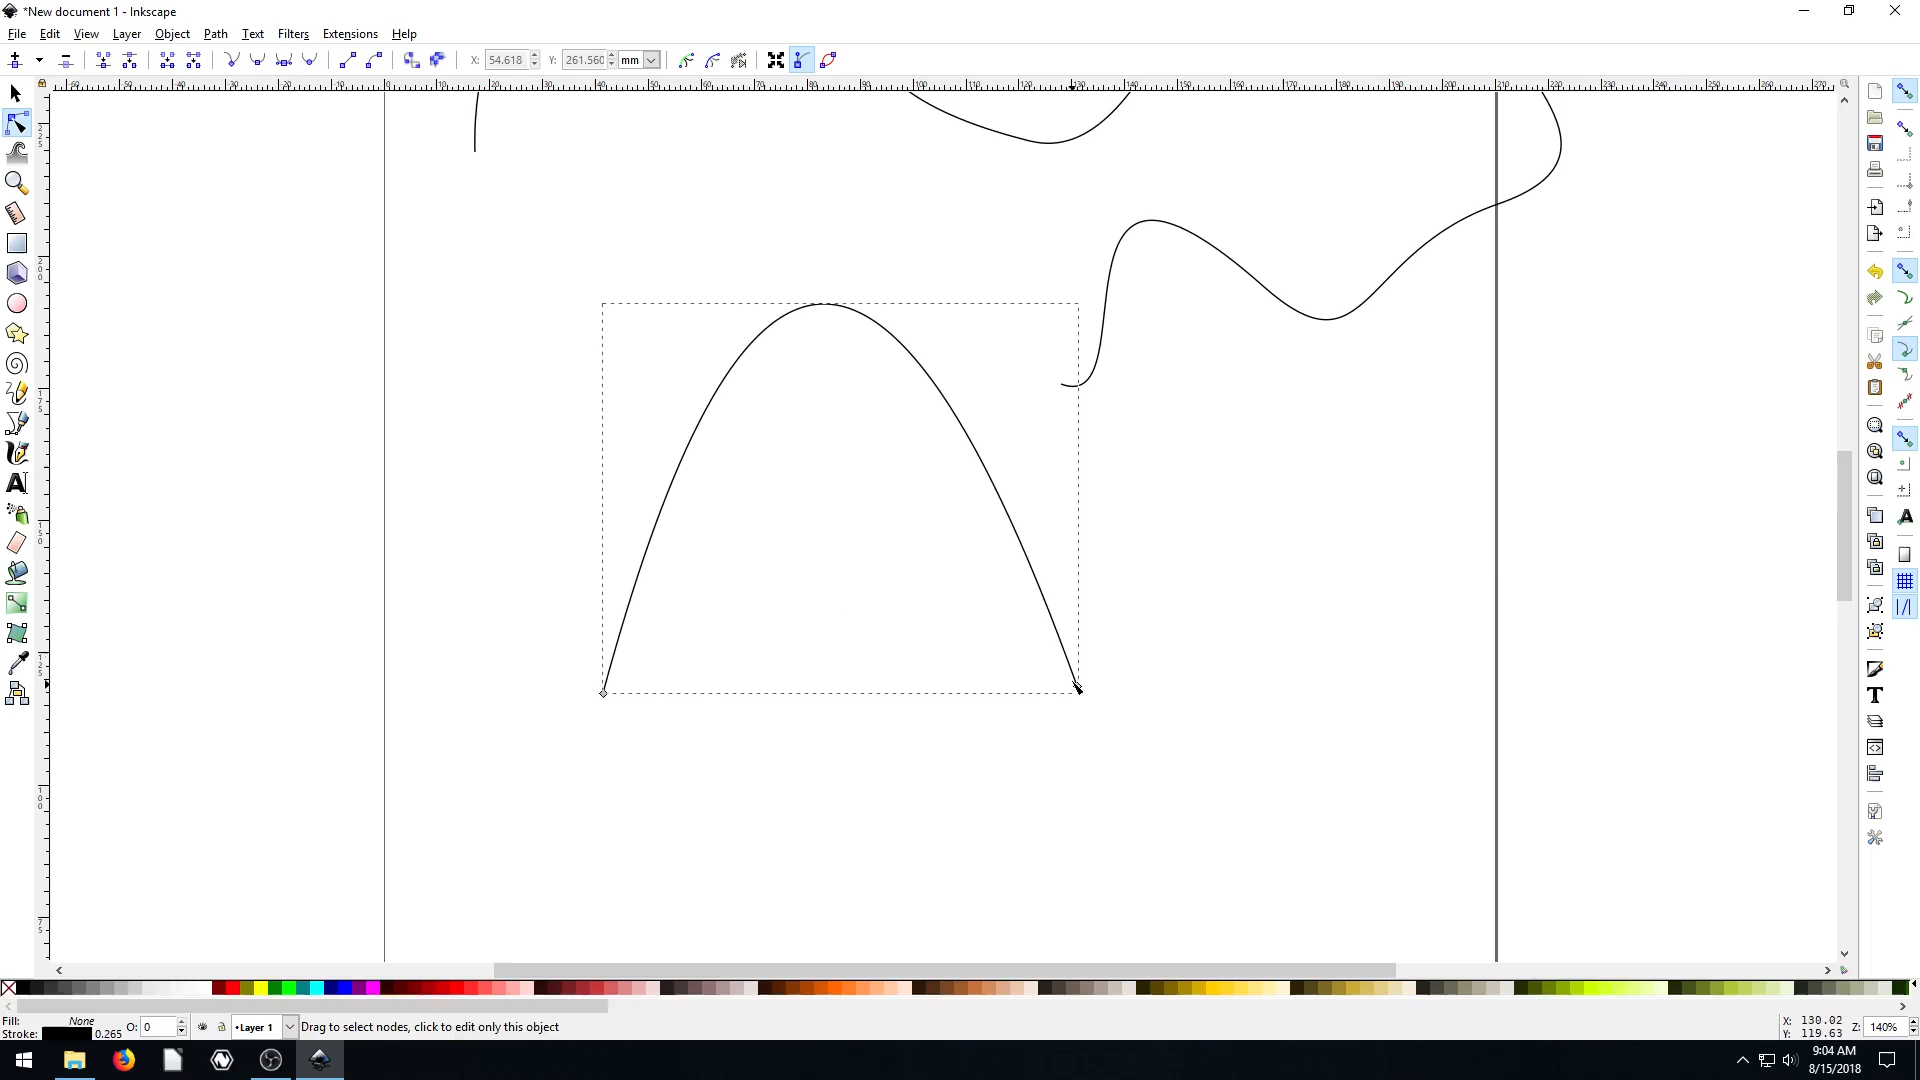 *New document 1 - Inkscape
File Edit View Layer Object Path Text Filters Extensions Help
X: 54.618 Y: 261.560 mm
Fill: None O: 0 Layer 1 Drag to select nodes, click to edit only this object
Stroke: 0.265
X: 130.02 Z: 140%
Y: 119.63
9:04 AM
8/15/2018